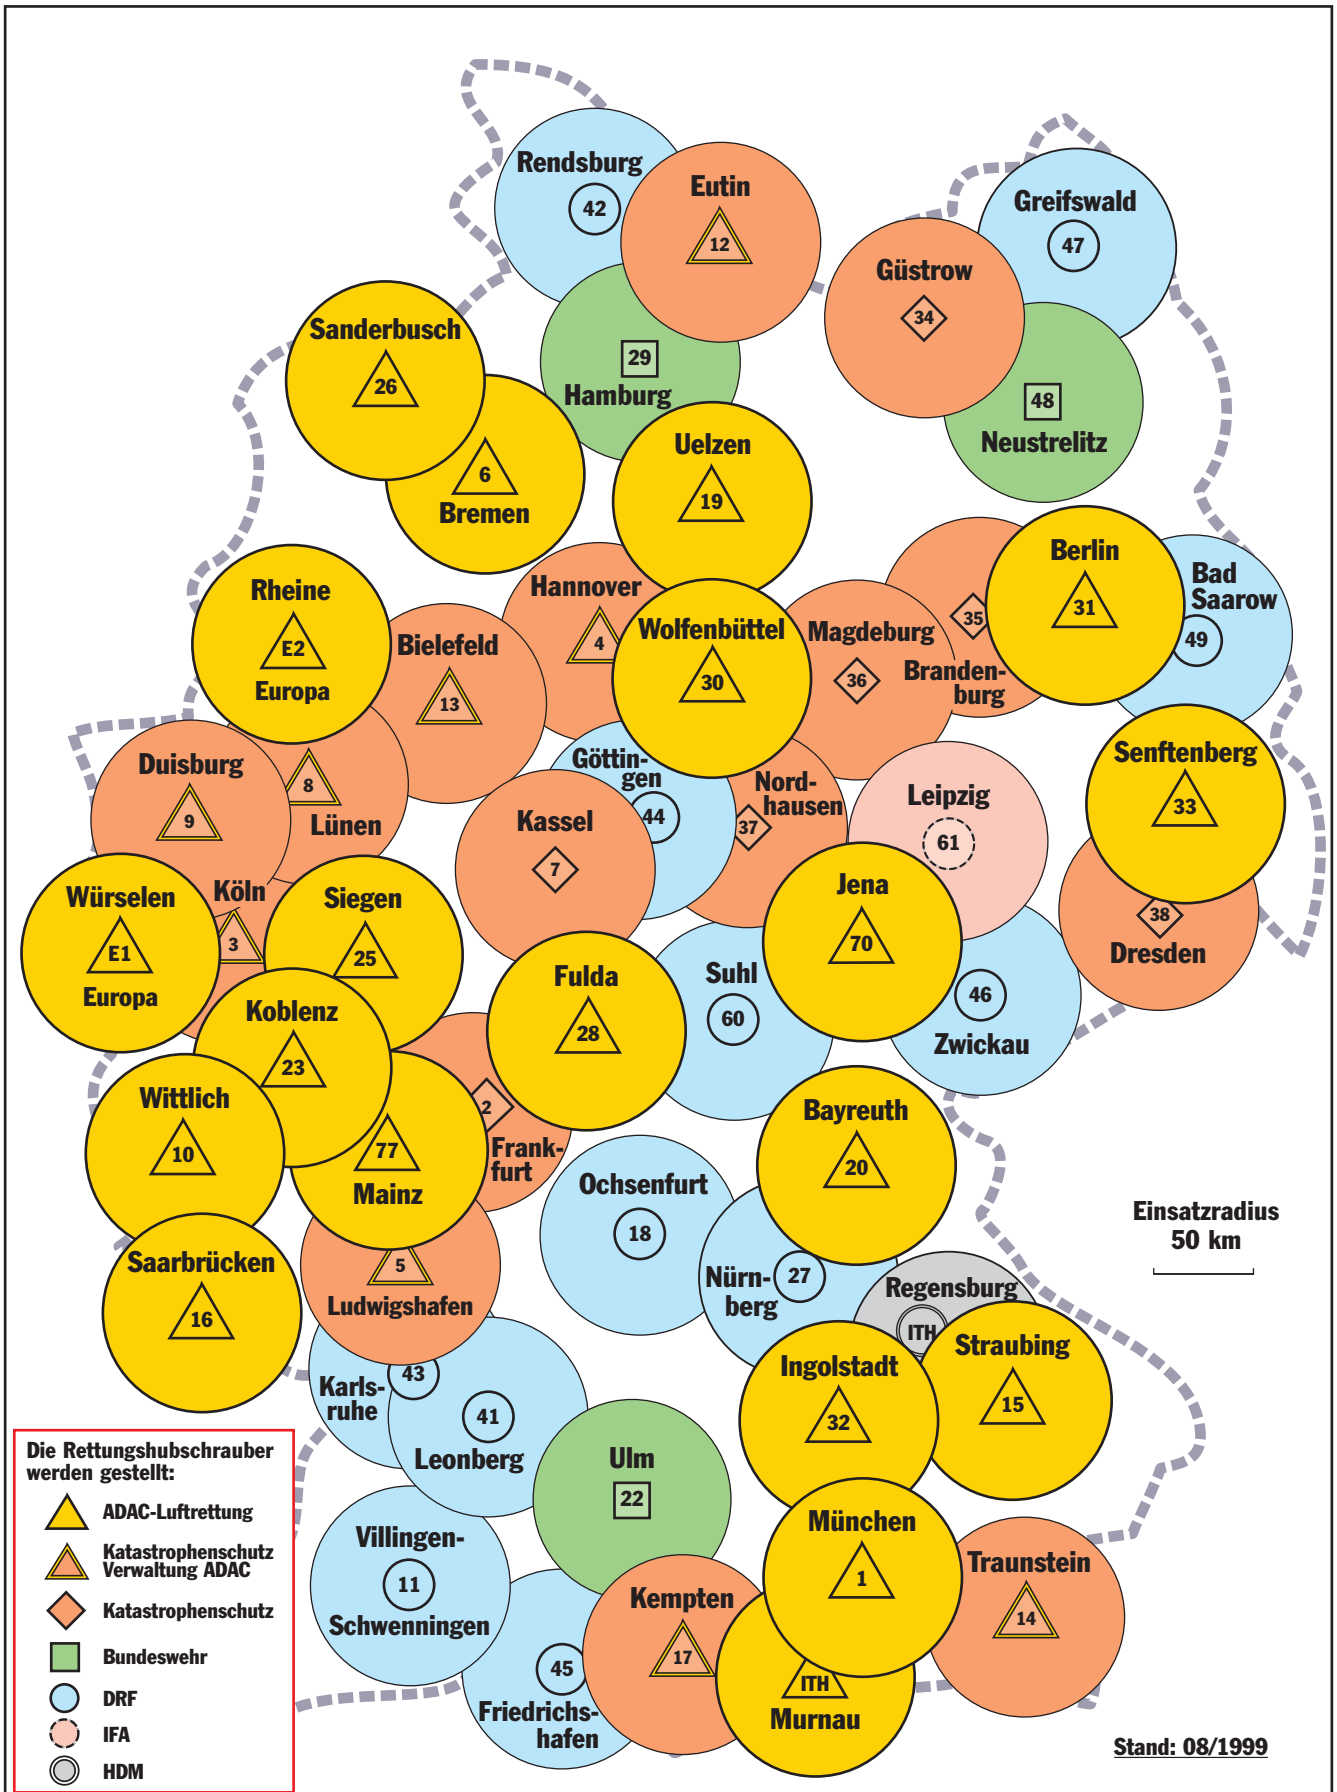 Rendsburg
42
Eutin
12
Greifswald
47
Güstrow
34
Sanderbusch
26
29
Hamburg
48
Neustrelitz
6
Bremen
Uelzen
19
Berlin
31
Bad
Saarow
49
Rheine
E2
Europa
Hannover
4
Bielefeld
13
Wolfenbüttel
30
Magdeburg
36
35
Branden-
burg
Duisburg
9
8
Lünen
Göttin-
gen
44
Nord-
hausen
37
Kassel
7
Leipzig
61
Senftenberg
33
38
Dresden
Würselen
E1
Europa
Köln
3
Siegen
25
Jena
70
Fulda
28
Suhl
60
46
Zwickau
Koblenz
23
Wittlich
10
77
Mainz
2
Frank-
furt
Bayreuth
20
Ochsenfurt
18
Nürn-
berg
27
Einsatzradius
50 km
Saarbrücken
16
5
Ludwigshafen
Regensburg
ITH
Straubing
15
Ingolstadt
32
Karls-
ruhe
43
41
Leonberg
Ulm
22
München
1
Villingen-
11
Schwenningen
Traunstein
14
Kempten
17
45
Friedrichs-
hafen
ITH
Murnau
Die Rettungshubschrauber
werden gestellt:
ADAC-Luftrettung
Katastrophenschutz
Verwaltung ADAC
Katastrophenschutz
Bundeswehr
DRF
IFA
HDM
Stand: 08/1999